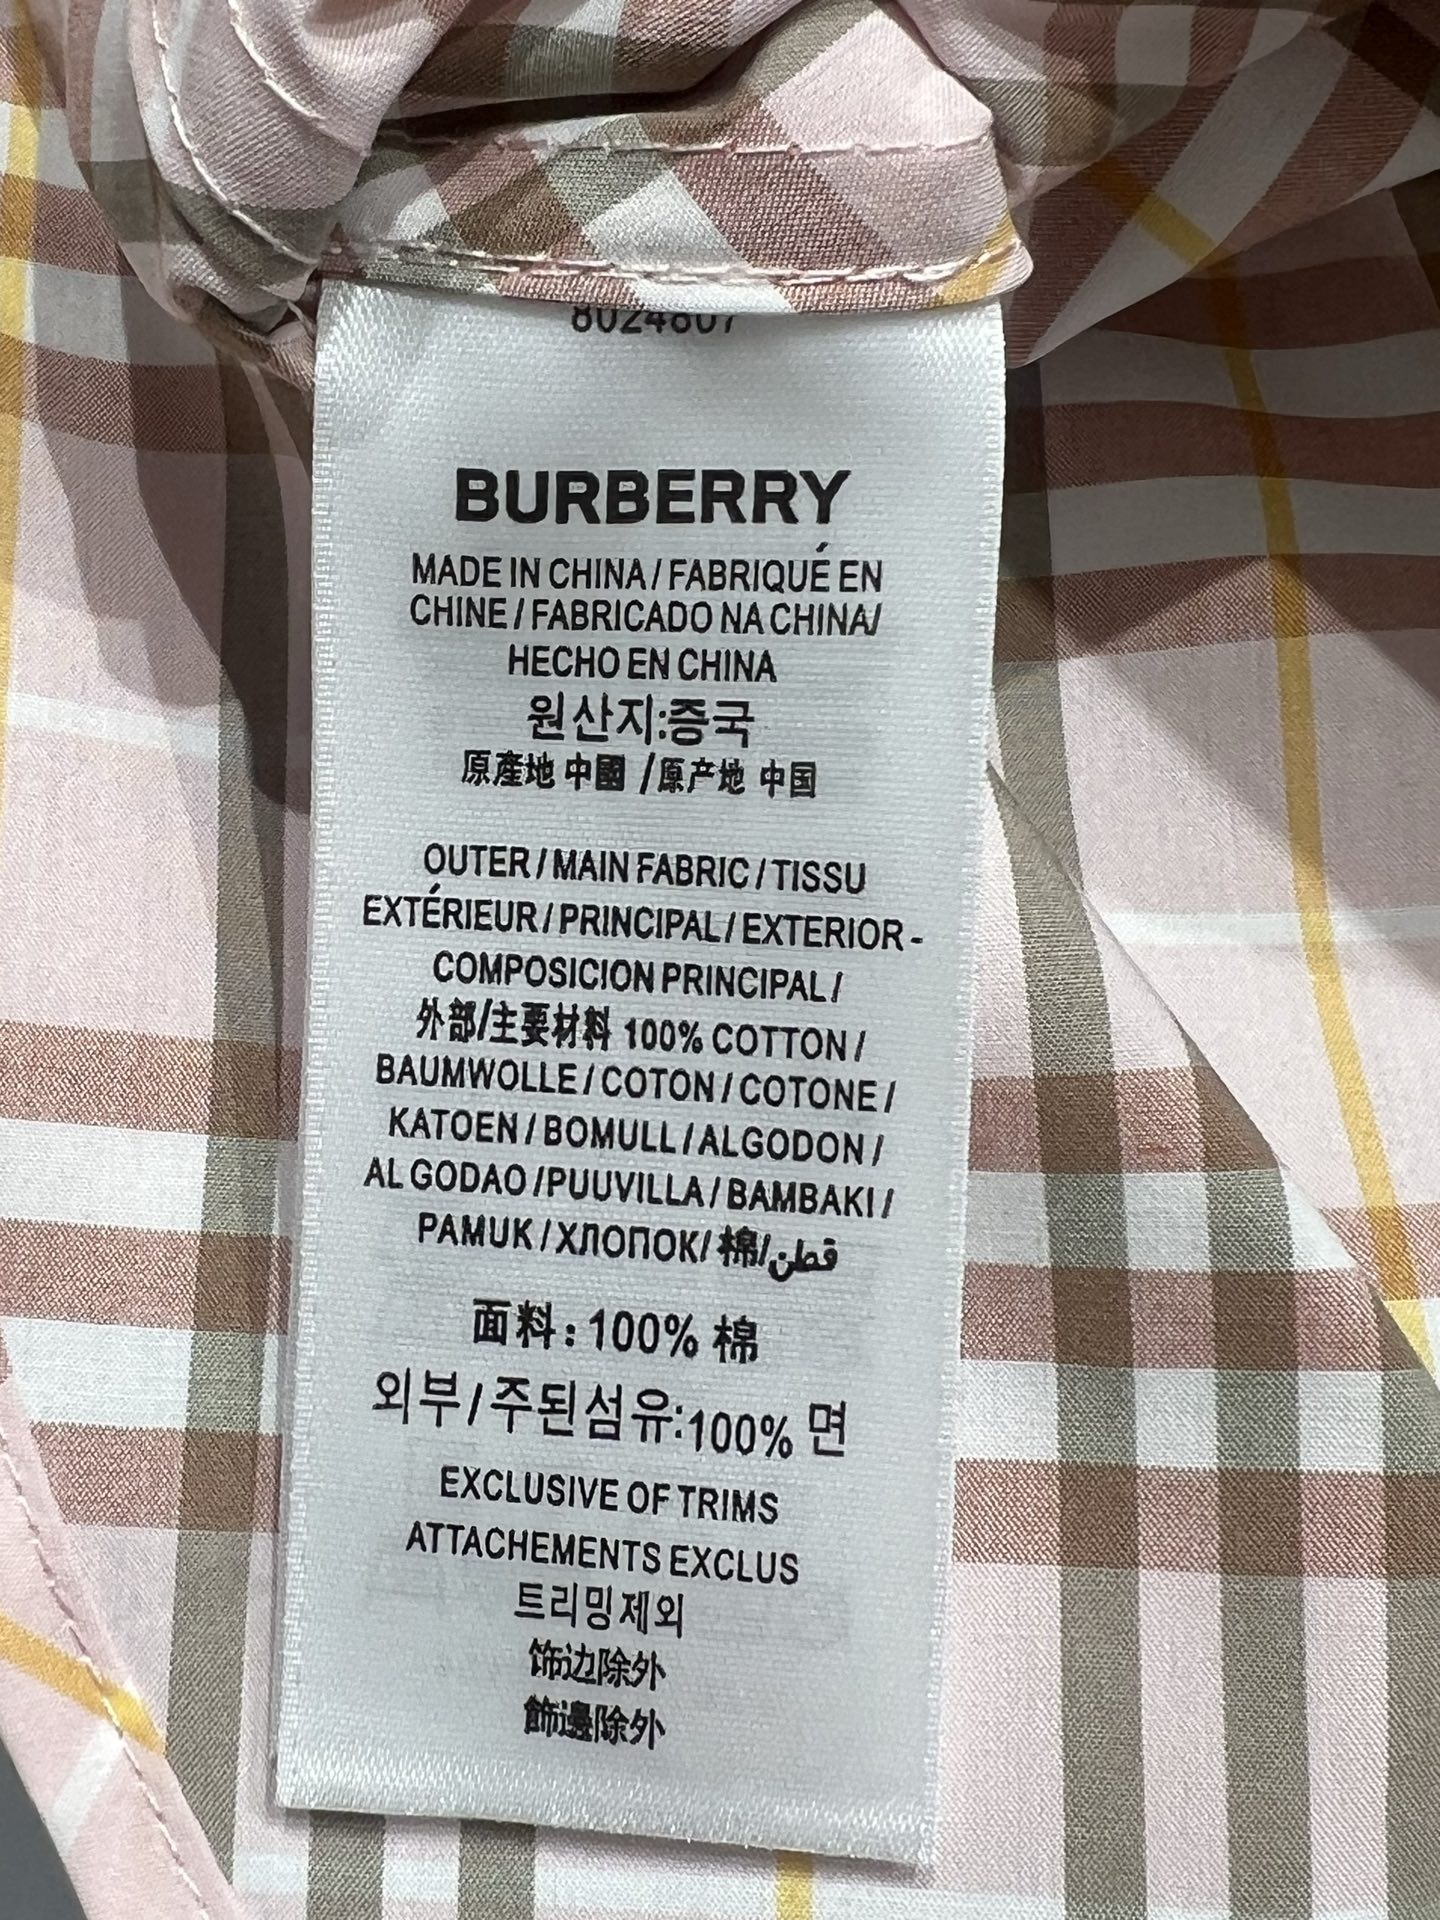 8024807
BURBERRY
MADE IN CHINA / FABRIQUÉ EN
CHINE / FABRICADO NA CHINA/
HECHO EN CHINA
원산지:중국
原產地 中國 /原产地 中国
OUTER / MAIN FABRIC / TISSU
EXTÉRIEUR / PRINCIPAL / EXTERIOR -
COMPOSICION PRINCIPAL /
外部/主要材料 100% COTTON /
BAUMWOLLE / COTON / COTONE /
KATOEN / BOMULL / ALGODON /
ALGODAO /PUUVILLA / BAMBAKI /
PAMUK / ХЛОПОК/ 棉/قطن
面料: 100% 棉
외부 / 주된섬유:100% 면
EXCLUSIVE OF TRIMS
ATTACHEMENTS EXCLUS
트리밍제외
饰边除外
飾邊除外